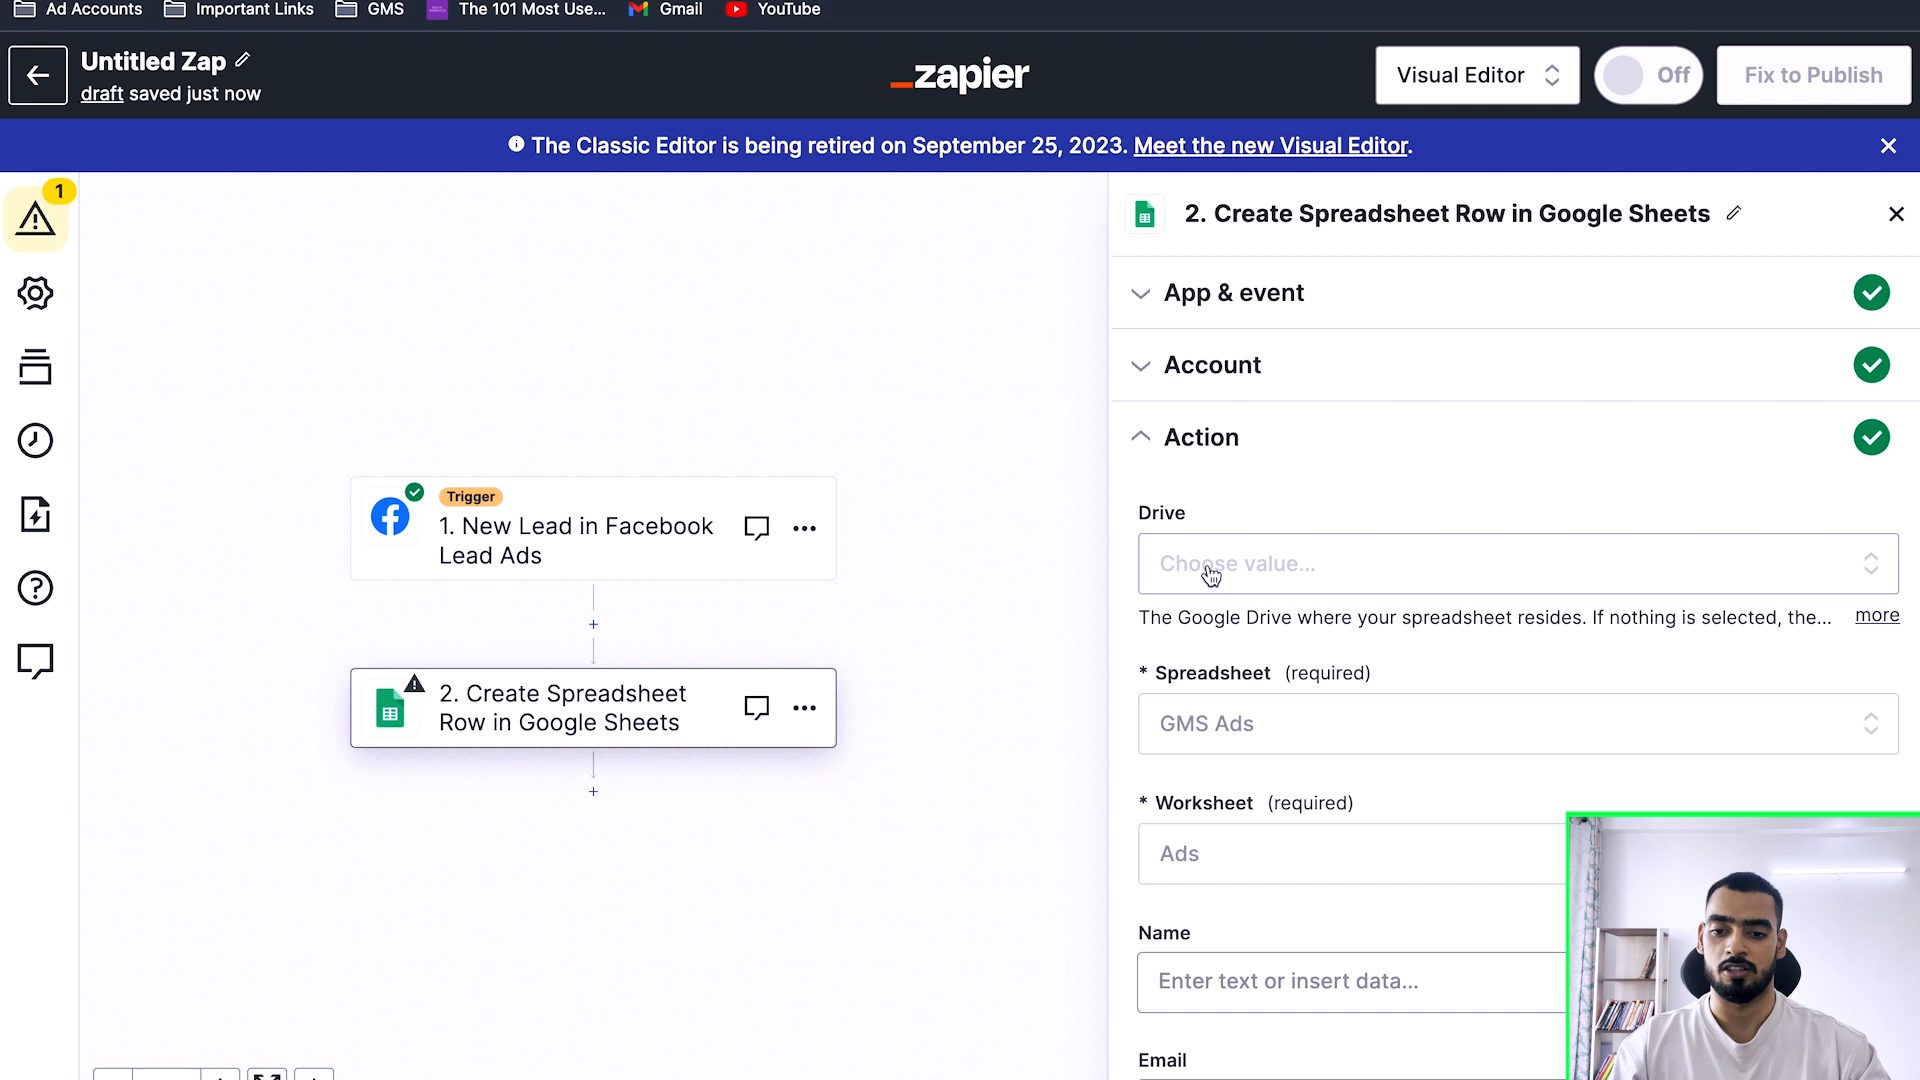 Ad Accounts
Important Links
GMS
The 101 Most Use...
Gmail
YouTube
Untitled Zap
draft saved just now
_zapier
Visual Editor
Off
Fix to Publish
The Classic Editor is being retired on September 25, 2023. Meet the new Visual Editor.
1
2. Create Spreadsheet Row in Google Sheets
App & event
Account
Action
Drive
Choose value...
The Google Drive where your spreadsheet resides. If nothing is selected, the... more
* Spreadsheet (required)
GMS Ads
* Worksheet (required)
Ads
Name
Enter text or insert data...
Email
Trigger
1. New Lead in Facebook
Lead Ads
2. Create Spreadsheet
Row in Google Sheets